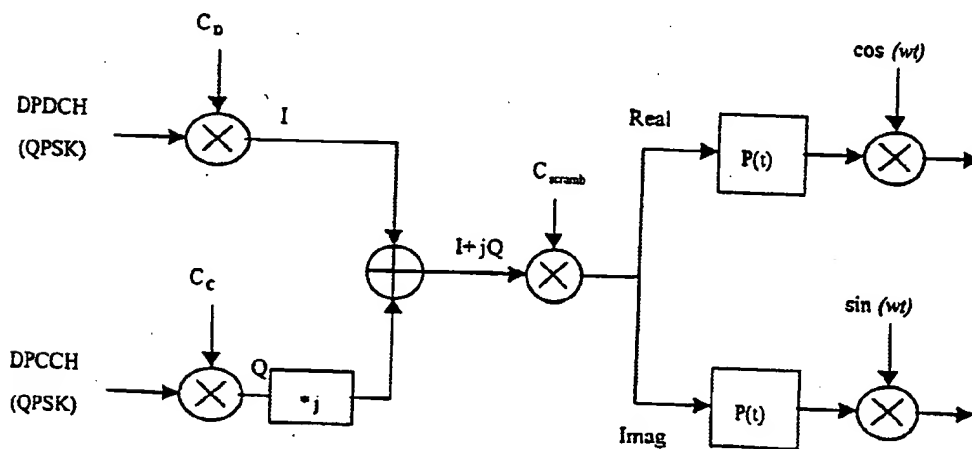 C_D
DPDCH
(QPSK)
I
Real
cos (wt)
P(t)
C_scramb
I+jQ
C_C
DPCCH
(QPSK)
Q
*j
sin (wt)
P(t)
Imag